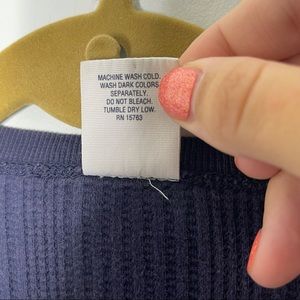 MACHINE WASH COLD.
WASH DARK COLORS
SEPARATELY.
DO NOT BLEACH.
TUMBLE DRY LOW.
RN 15763